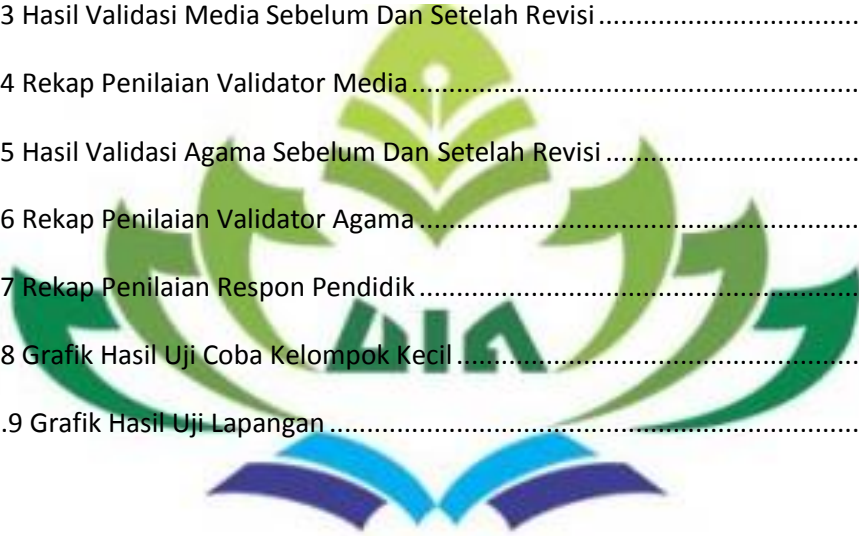 3 Hasil Validasi Media Sebelum Dan Setelah Revisi................................
4 Rekap Penilaian Validator Media........................................................
5 Hasil Validasi Agama Sebelum Dan Setelah Revisi................................
6 Rekap Penilaian Validator Agama.......................................................
7 Rekap Penilaian Respon Pendidik.......................................................
8 Grafik Hasil Uji Coba Kelompok Kecil..................................................
.9 Grafik Hasil Uji Lapangan..................................................................